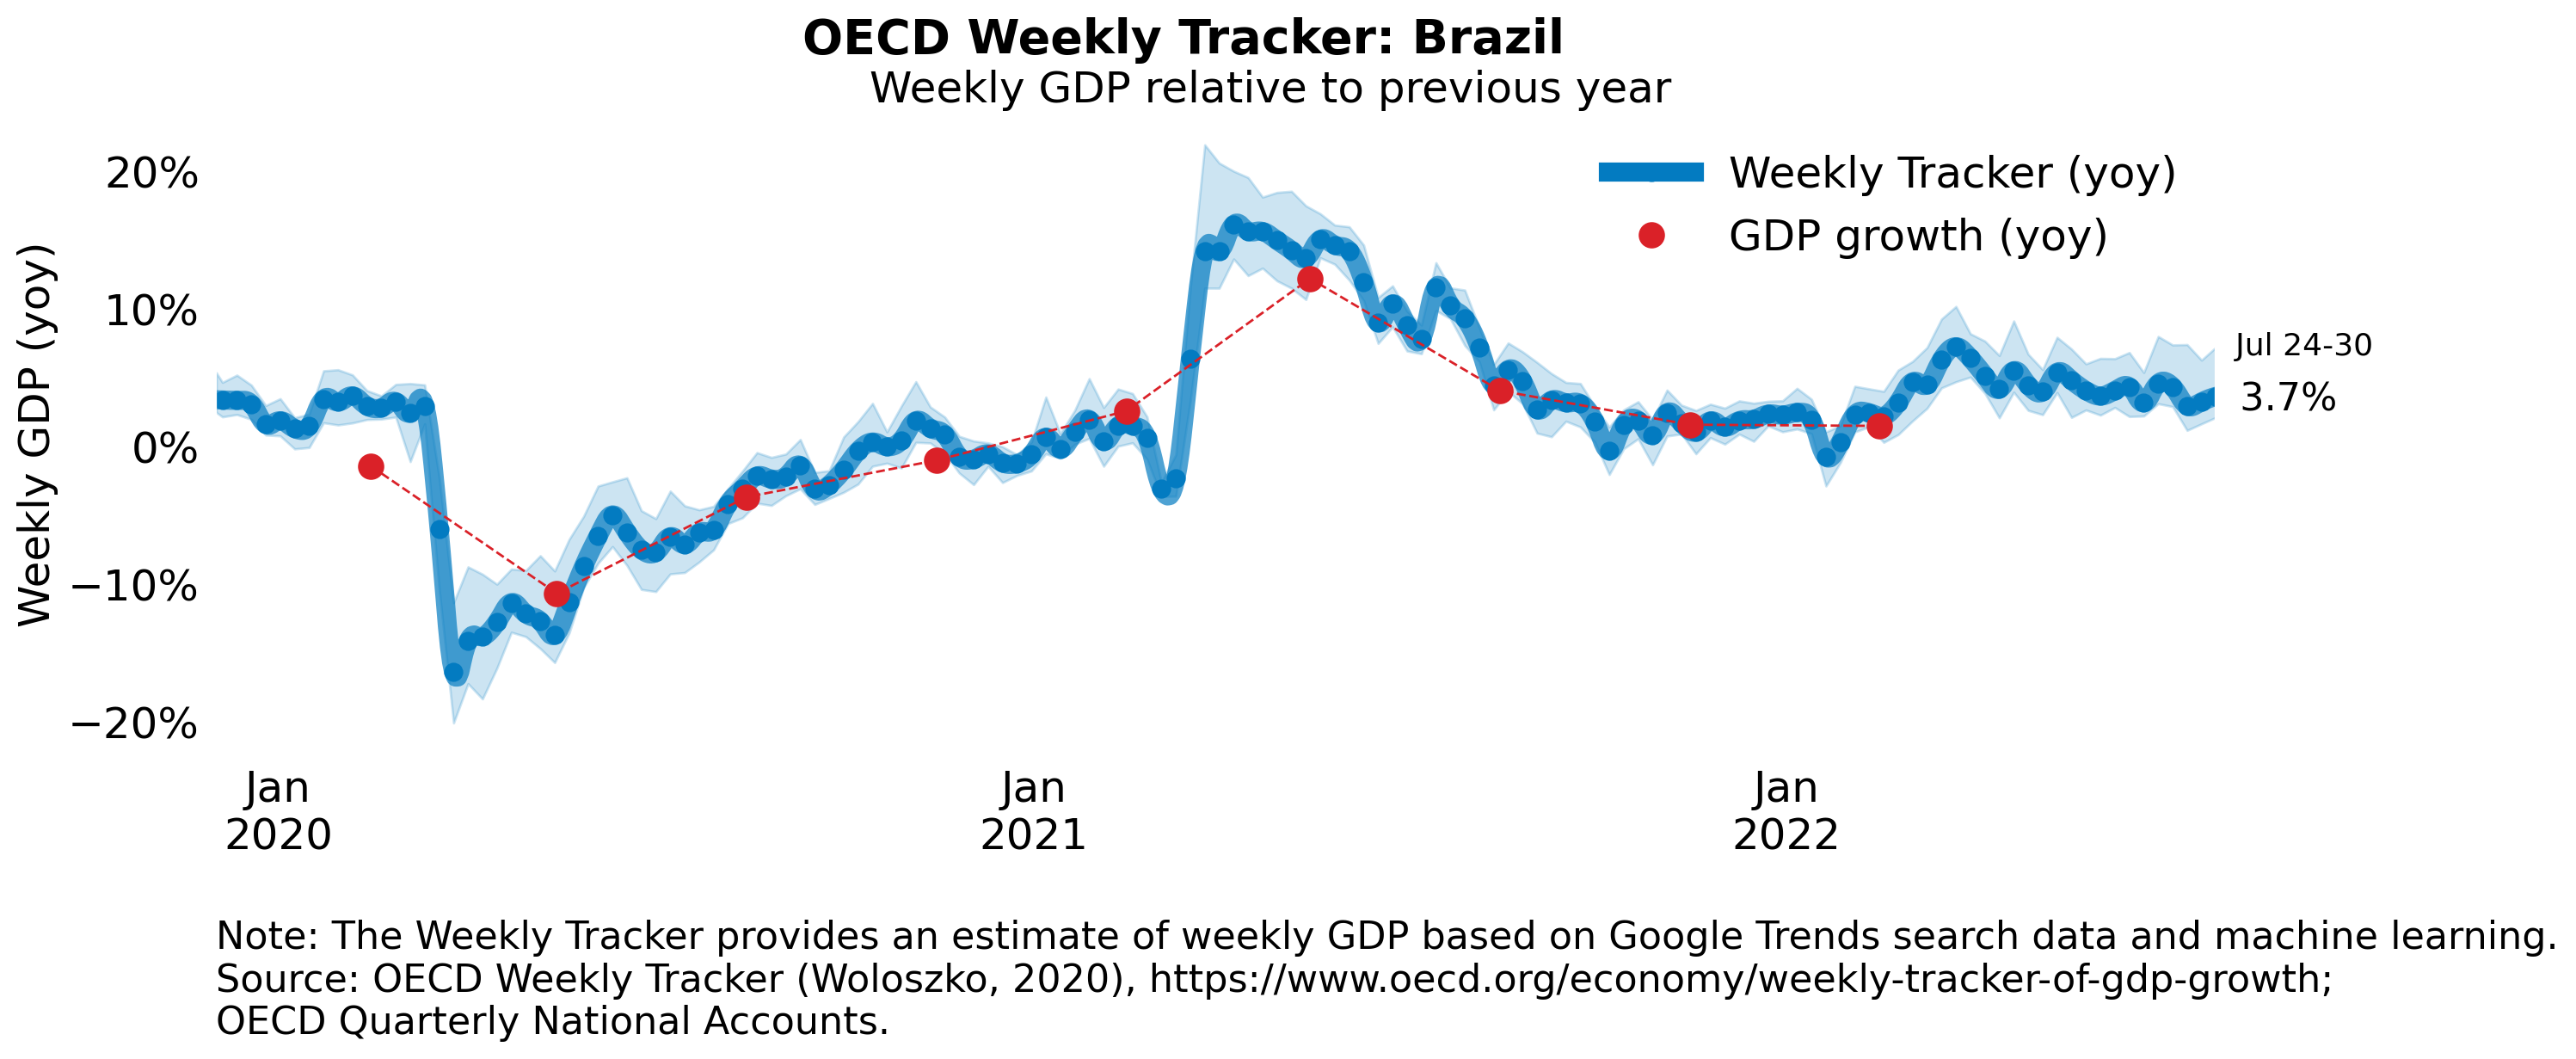 OECD Weekly Tracker: Brazil
Weekly GDP relative to previous year
Weekly GDP (yoy)
20%
10%
0%
−10%
−20%
Weekly Tracker (yoy)
GDP growth (yoy)
Jul 24-30
3.7%
Jan
2020
Jan
2021
Jan
2022
Note: The Weekly Tracker provides an estimate of weekly GDP based on Google Trends search data and machine learning.
Source: OECD Weekly Tracker (Woloszko, 2020), https://www.oecd.org/economy/weekly-tracker-of-gdp-growth;
OECD Quarterly National Accounts.